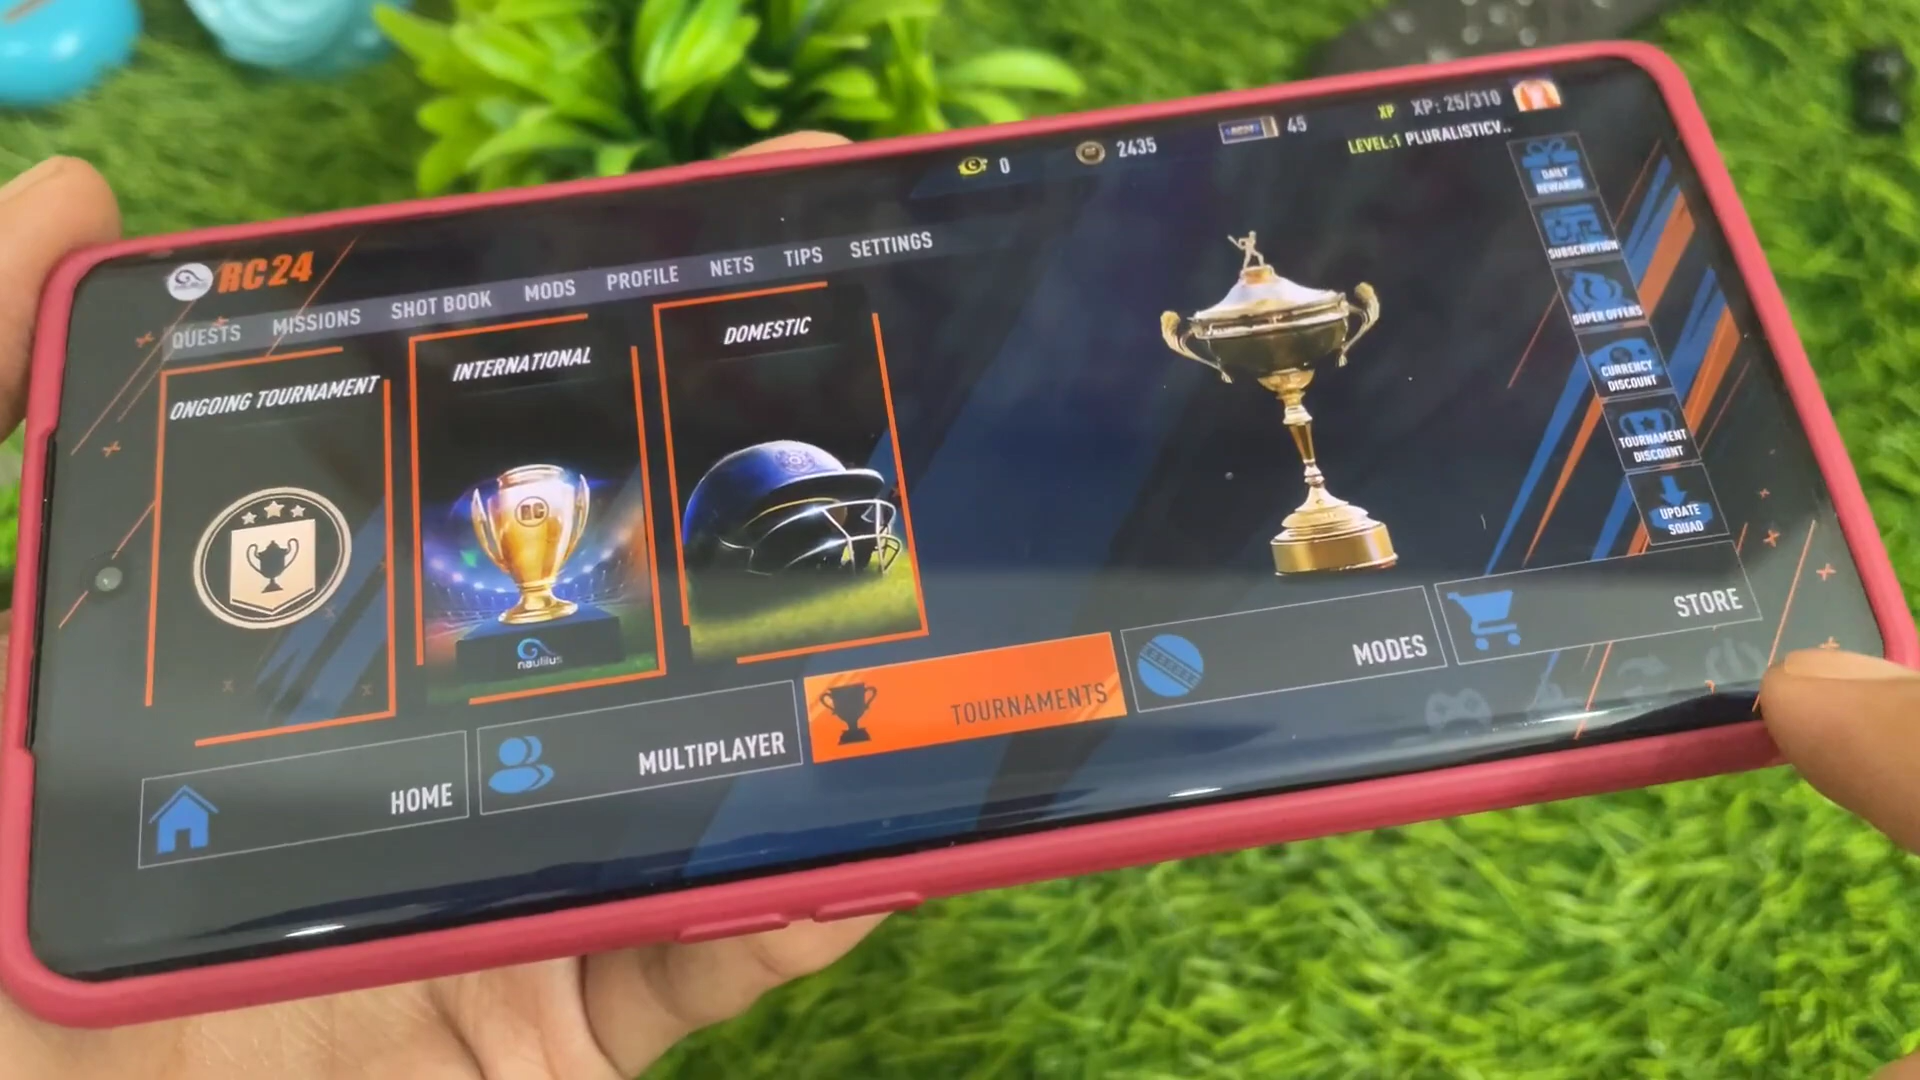 0
2435
45
XP XP: 25/310
LEVEL:1 PLURALISTICV..
RC24
QUESTS MISSIONS SHOT BOOK MODS PROFILE NETS TIPS SETTINGS
ONGOING TOURNAMENT
INTERNATIONAL
RC
nautilus
DOMESTIC
DAILY
REWARDS
SUBSCRIPTION
SUPER OFFERS
CURRENCY
DISCOUNT
TOURNAMENT
DISCOUNT
UPDATE
SQUAD
HOME
MULTIPLAYER
TOURNAMENTS
MODES
STORE